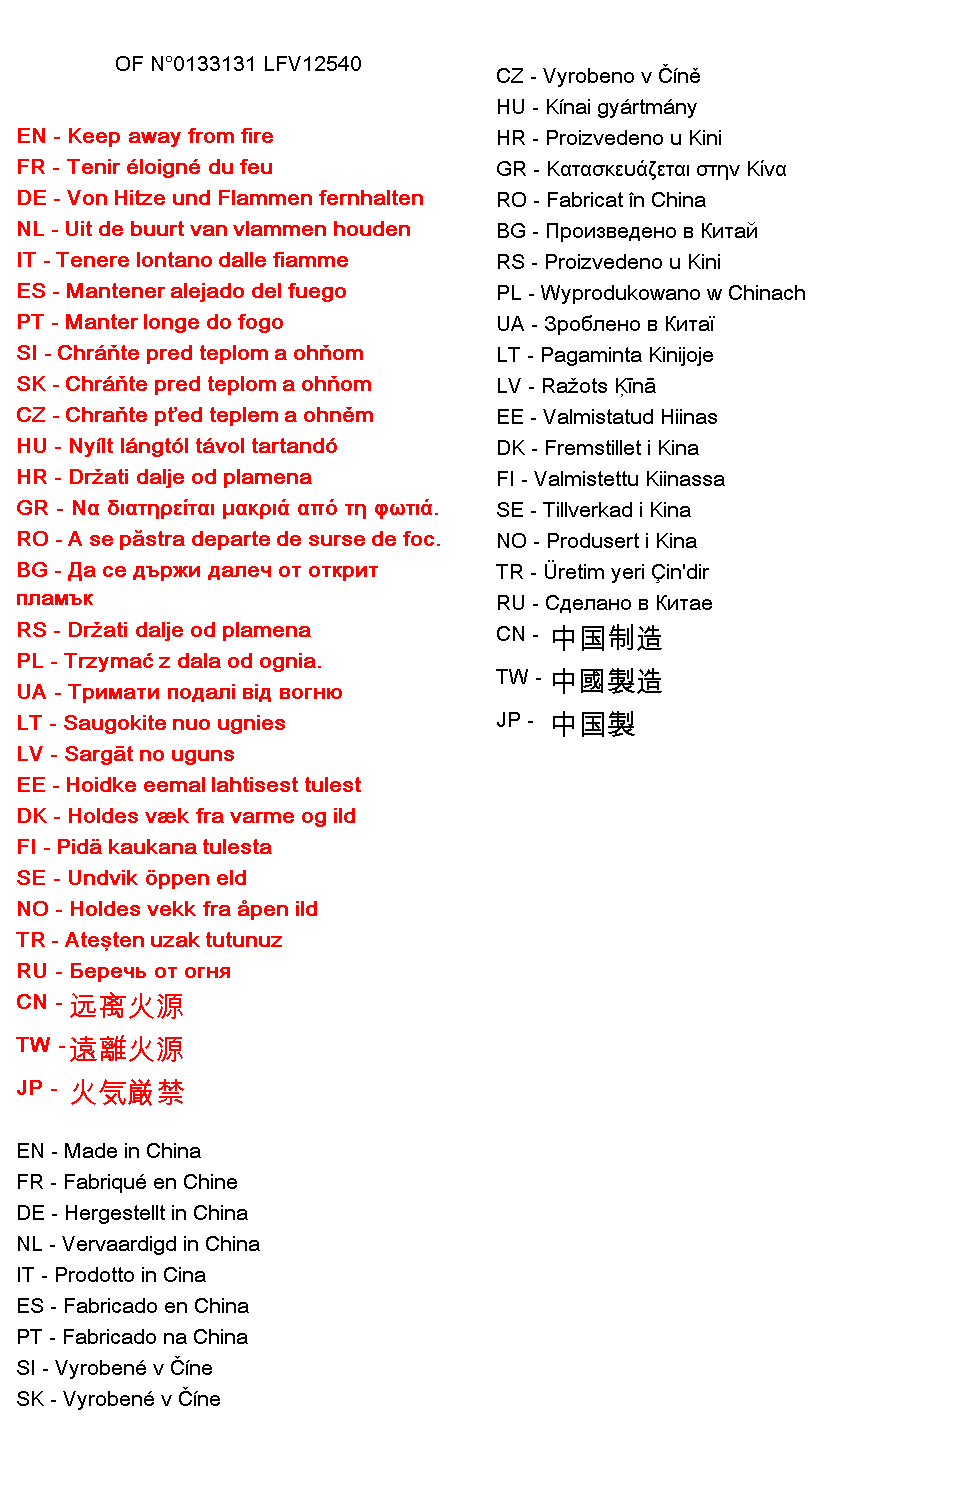 OF N°0133131 LFV12540
EN - Keep away from fire
FR - Tenir éloigné du feu
DE - Von Hitze und Flammen fernhalten
NL - Uit de buurt van vlammen houden
IT - Tenere lontano dalle fiamme
ES - Mantener alejado del fuego
PT - Manter longe do fogo
SI - Chráňte pred teplom a ohňom
SK - Chráňte pred teplom a ohňom
CZ - Chraňte pťed teplem a ohněm
HU - Nyílt lángtól távol tartandó
HR - Držati dalje od plamena
GR - Να διατηρείται μακριά από τη φωτιά.
RO - A se păstra departe de surse de foc.
BG - Да се държи далеч от открит
пламък
RS - Držati dalje od plamena
PL - Trzymać z dala od ognia.
UA - Тримати подалі від вогню
LT - Saugokite nuo ugnies
LV - Sargāt no uguns
EE - Hoidke eemal lahtisest tulest
DK - Holdes væk fra varme og ild
FI - Pidä kaukana tulesta
SE - Undvik öppen eld
NO - Holdes vekk fra åpen ild
TR - Ateşten uzak tutunuz
RU - Беречь от огня
CN - 远离火源
TW - 遠離火源
JP - 火気厳禁
EN - Made in China
FR - Fabriqué en Chine
DE - Hergestellt in China
NL - Vervaardigd in China
IT - Prodotto in Cina
ES - Fabricado en China
PT - Fabricado na China
SI - Vyrobené v Číne
SK - Vyrobené v Číne
CZ - Vyrobeno v Číně
HU - Kínai gyártmány
HR - Proizvedeno u Kini
GR - Κατασκευάζεται στην Κίνα
RO - Fabricat în China
BG - Произведено в Китай
RS - Proizvedeno u Kini
PL - Wyprodukowano w Chinach
UA - Зроблено в Китаї
LT - Pagaminta Kinijoje
LV - Ražots Ķīnā
EE - Valmistatud Hiinas
DK - Fremstillet i Kina
FI - Valmistettu Kiinassa
SE - Tillverkad i Kina
NO - Produsert i Kina
TR - Üretim yeri Çin'dir
RU - Сделано в Китае
CN - 中国制造
TW - 中國製造
JP - 中国製